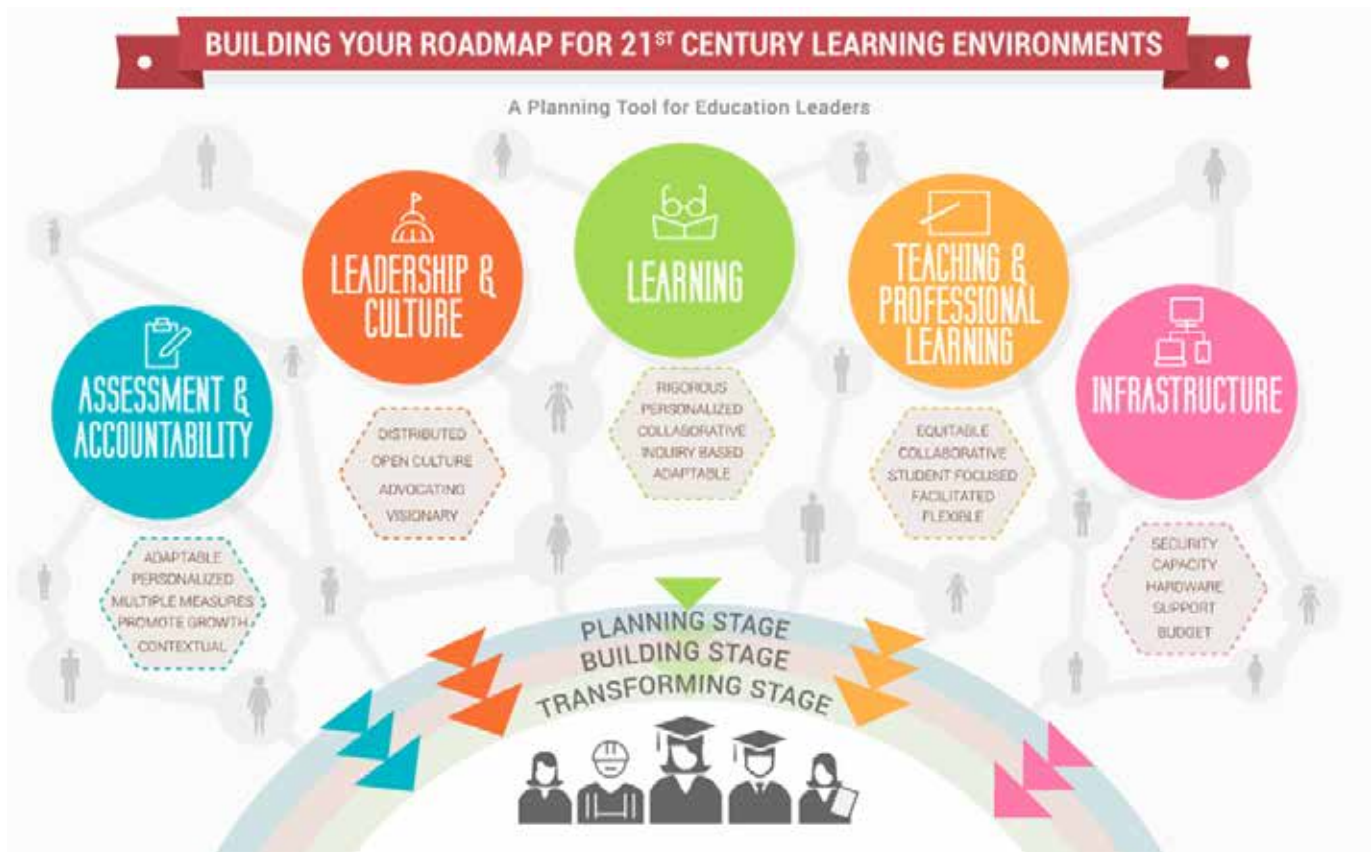 BUILDING YOUR ROADMAP FOR 21ST CENTURY LEARNING ENVIRONMENTS
A Planning Tool for Education Leaders
ASSESSMENT &
ACCOUNTABILITY
ADAPTABLE
PERSONALIZED
MULTIPLE MEASURES
PROMOTE GROWTH
CONTEXTUAL
LEADERSHIP &
CULTURE
DISTRIBUTED
OPEN CULTURE
ADVOCATING
VISIONARY
LEARNING
RIGOROUS
PERSONALIZED
COLLABORATIVE
INQUIRY BASED
ADAPTABLE
TEACHING &
PROFESSIONAL
LEARNING
EQUITABLE
COLLABORATIVE
STUDENT FOCUSED
FACILITATED
FLEXIBLE
INFRASTRUCTURE
SECURITY
CAPACITY
HARDWARE
SUPPORT
BUDGET
PLANNING STAGE
BUILDING STAGE
TRANSFORMING STAGE